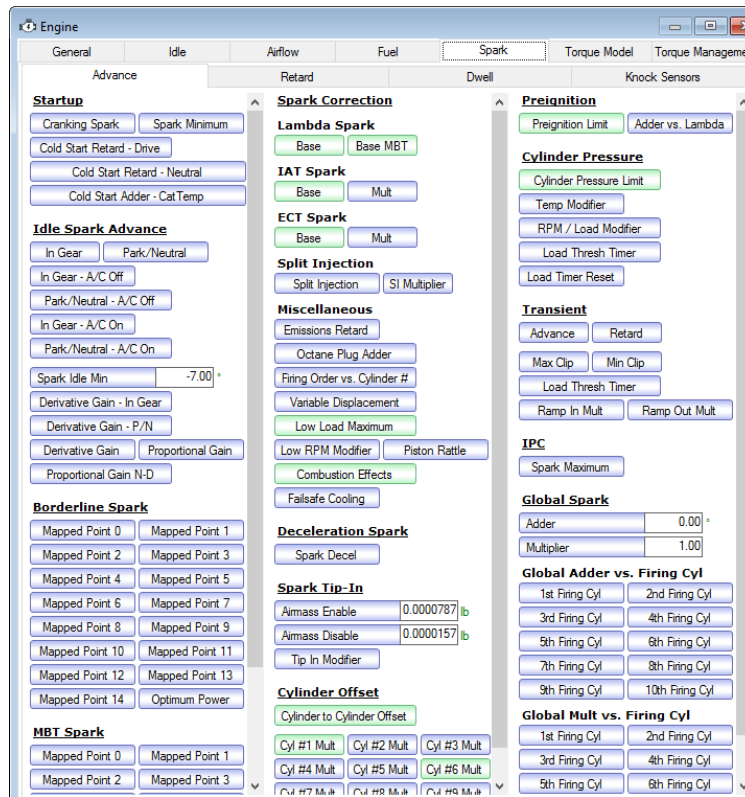 Engine
General Idle Airflow Fuel Spark Torque Model Torque Manageme
Advance Retard Dwell Knock Sensors
Startup
Cranking Spark Spark Minimum
Cold Start Retard - Drive
Cold Start Retard - Neutral
Cold Start Adder - CatTemp
Idle Spark Advance
In Gear Park/Neutral
In Gear - A/C Off
Park/Neutral - A/C Off
In Gear - A/C On
Park/Neutral - A/C On
Spark Idle Min -7.00 °
Derivative Gain - In Gear
Derivative Gain - P/N
Derivative Gain Proportional Gain
Proportional Gain N-D
Borderline Spark
Mapped Point 0 Mapped Point 1
Mapped Point 2 Mapped Point 3
Mapped Point 4 Mapped Point 5
Mapped Point 6 Mapped Point 7
Mapped Point 8 Mapped Point 9
Mapped Point 10 Mapped Point 11
Mapped Point 12 Mapped Point 13
Mapped Point 14 Optimum Power
MBT Spark
Mapped Point 0 Mapped Point 1
Mapped Point 2 Mapped Point 3
Spark Correction
Lambda Spark
Base Base MBT
IAT Spark
Base Mult
ECT Spark
Base Mult
Split Injection
Split Injection SI Multiplier
Miscellaneous
Emissions Retard
Octane Plug Adder
Firing Order vs. Cylinder #
Variable Displacement
Low Load Maximum
Low RPM Modifier Piston Rattle
Combustion Effects
Failsafe Cooling
Deceleration Spark
Spark Decel
Spark Tip-In
Airmass Enable 0.0000787 lb
Airmass Disable 0.0000157 lb
Tip In Modifier
Cylinder Offset
Cylinder to Cylinder Offset
Cyl #1 Mult Cyl #2 Mult Cyl #3 Mult
Cyl #4 Mult Cyl #5 Mult Cyl #6 Mult
Cyl #7 Mult Cyl #8 Mult Cyl #9 Mult
Preignition
Preignition Limit Adder vs. Lambda
Cylinder Pressure
Cylinder Pressure Limit
Temp Modifier
RPM / Load Modifier
Load Thresh Timer
Load Timer Reset
Transient
Advance Retard
Max Clip Min Clip
Load Thresh Timer
Ramp In Mult Ramp Out Mult
IPC
Spark Maximum
Global Spark
Adder 0.00 °
Multiplier 1.00
Global Adder vs. Firing Cyl
1st Firing Cyl 2nd Firing Cyl
3rd Firing Cyl 4th Firing Cyl
5th Firing Cyl 6th Firing Cyl
7th Firing Cyl 8th Firing Cyl
9th Firing Cyl 10th Firing Cyl
Global Mult vs. Firing Cyl
1st Firing Cyl 2nd Firing Cyl
3rd Firing Cyl 4th Firing Cyl
5th Firing Cyl 6th Firing Cyl